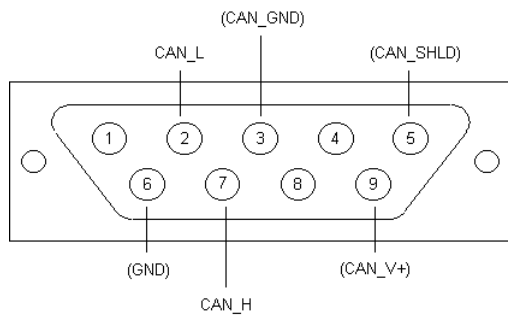 (CAN_GND)
CAN_L (CAN_SHLD)
1 2 3 4 5
6 7 8 9
(GND) (CAN_V+)
CAN_H